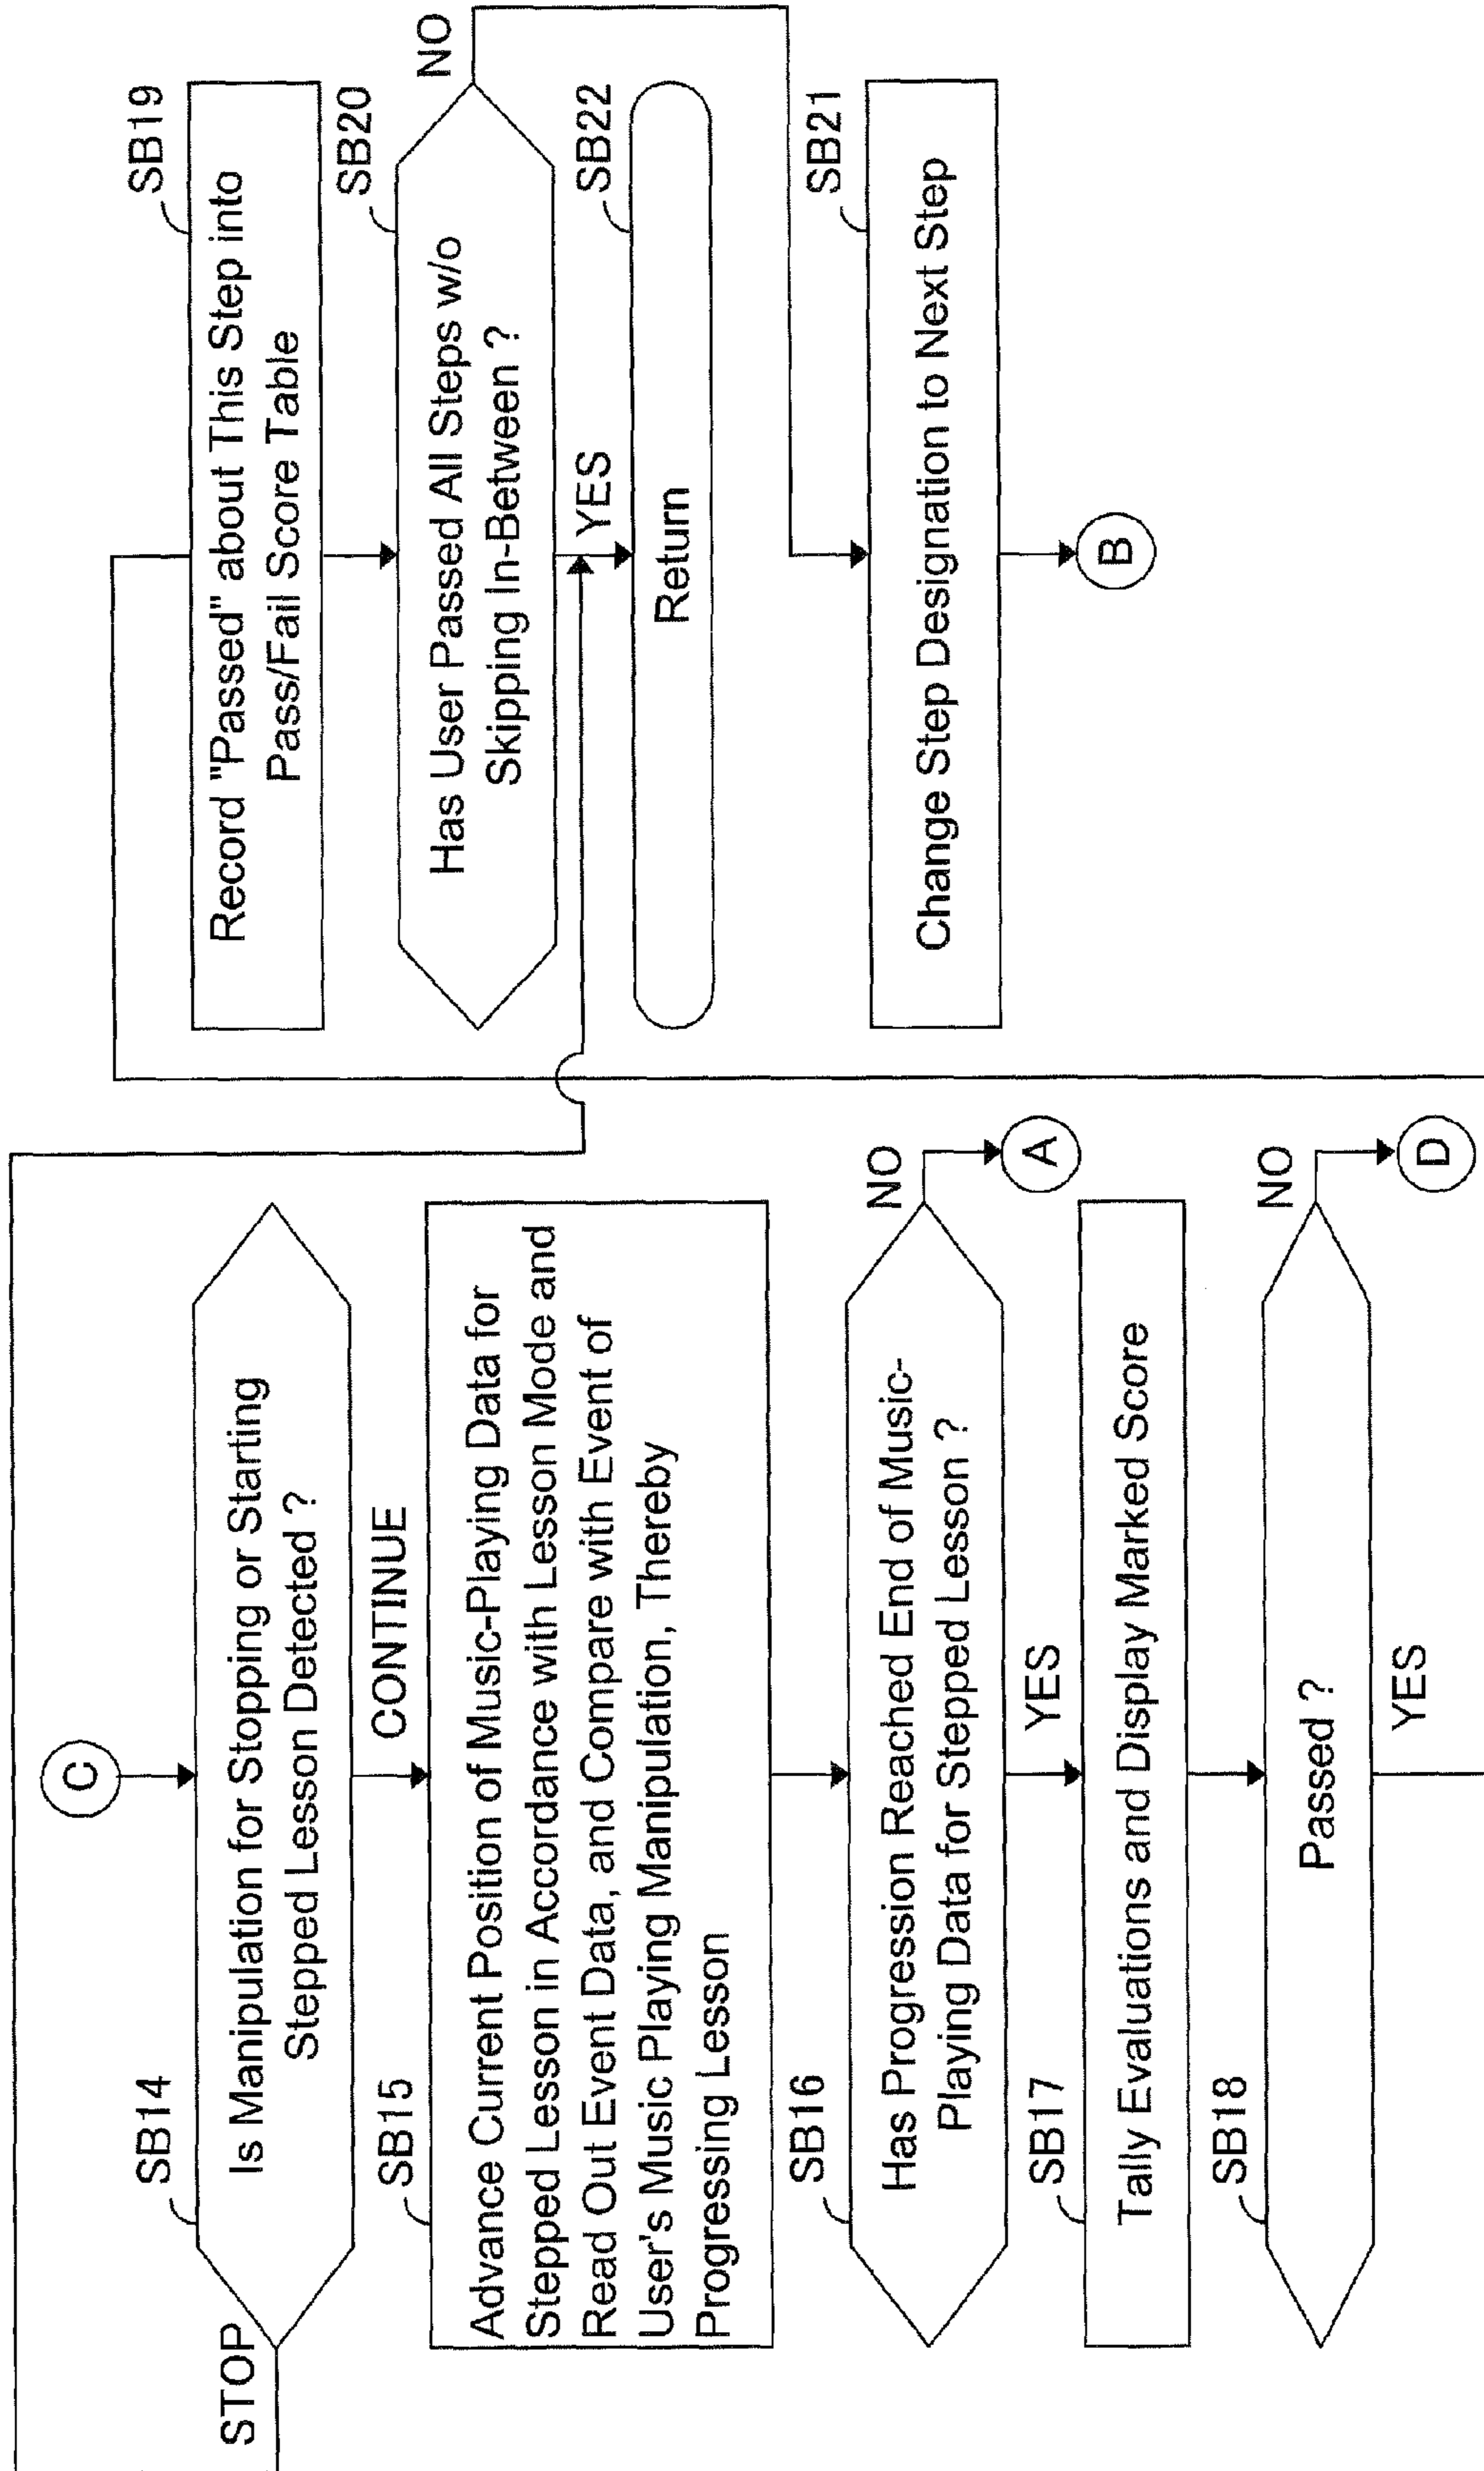 C
SB14
Is Manipulation for Stopping or Starting
Stepped Lesson Detected ?
STOP
CONTINUE
SB15
Advance Current Position of Music-Playing Data for
Stepped Lesson in Accordance with Lesson Mode and
Read Out Event Data, and Compare with Event of
User's Music Playing Manipulation, Thereby
Progressing Lesson
SB16
Has Progression Reached End of Music-
Playing Data for Stepped Lesson ?
NO
A
YES
SB17
Tally Evaluations and Display Marked Score
SB18
Passed ?
NO
D
YES
SB19
Record "Passed" about This Step into
Pass/Fail Score Table
SB20
Has User Passed All Steps w/o
Skipping In-Between ?
NO
YES
SB22
Return
SB21
Change Step Designation to Next Step
B